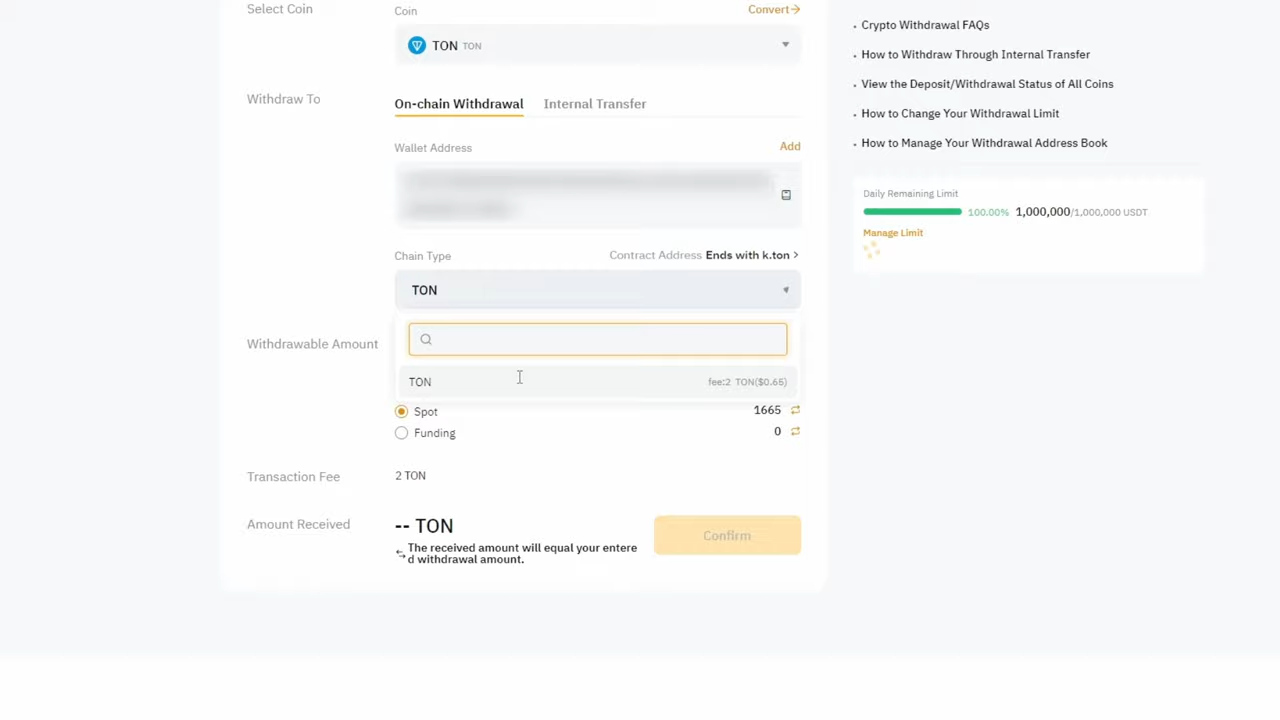 Select Coin
Coin
Convert→
TON TON
Withdraw To
On-chain Withdrawal
Internal Transfer
Wallet Address
Add
Chain Type
Contract Address Ends with k.ton >
TON
Withdrawable Amount
TON
fee:2 TON($0.65)
Spot
1665
Funding
0
Transaction Fee
2 TON
Amount Received
-- TON
The received amount will equal your entere
d withdrawal amount.
Confirm
Crypto Withdrawal FAQs
How to Withdraw Through Internal Transfer
View the Deposit/Withdrawal Status of All Coins
How to Change Your Withdrawal Limit
How to Manage Your Withdrawal Address Book
Daily Remaining Limit
100.00% 1,000,000/1,000,000 USDT
Manage Limit